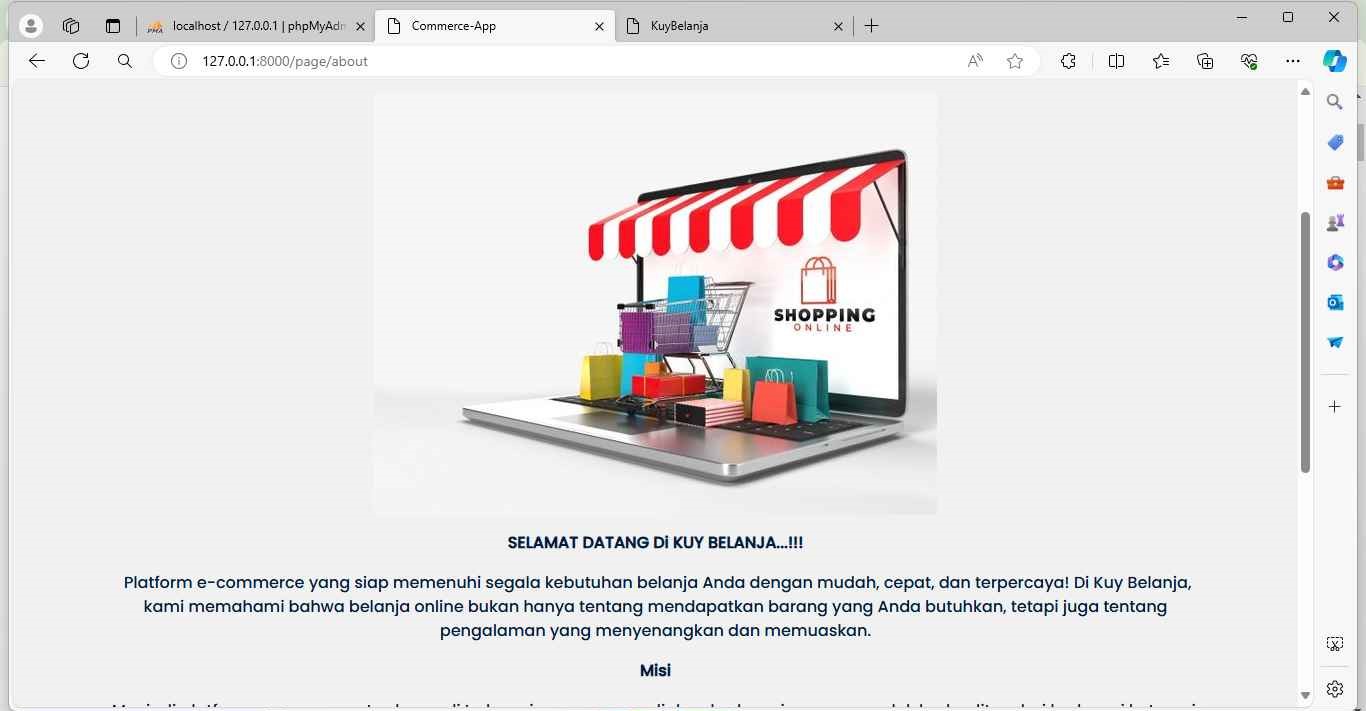 localhost / 127.0.0.1 | phpMyAdm
Commerce-App
KuyBelanja
127.0.0.1:8000/page/about
SHOPPING
ONLINE
SELAMAT DATANG Di KUY BELANJA...!!!
Platform e-commerce yang siap memenuhi segala kebutuhan belanja Anda dengan mudah, cepat, dan terpercaya! Di Kuy Belanja,
kami memahami bahwa belanja online bukan hanya tentang mendapatkan barang yang Anda butuhkan, tetapi juga tentang
pengalaman yang menyenangkan dan memuaskan.
Misi